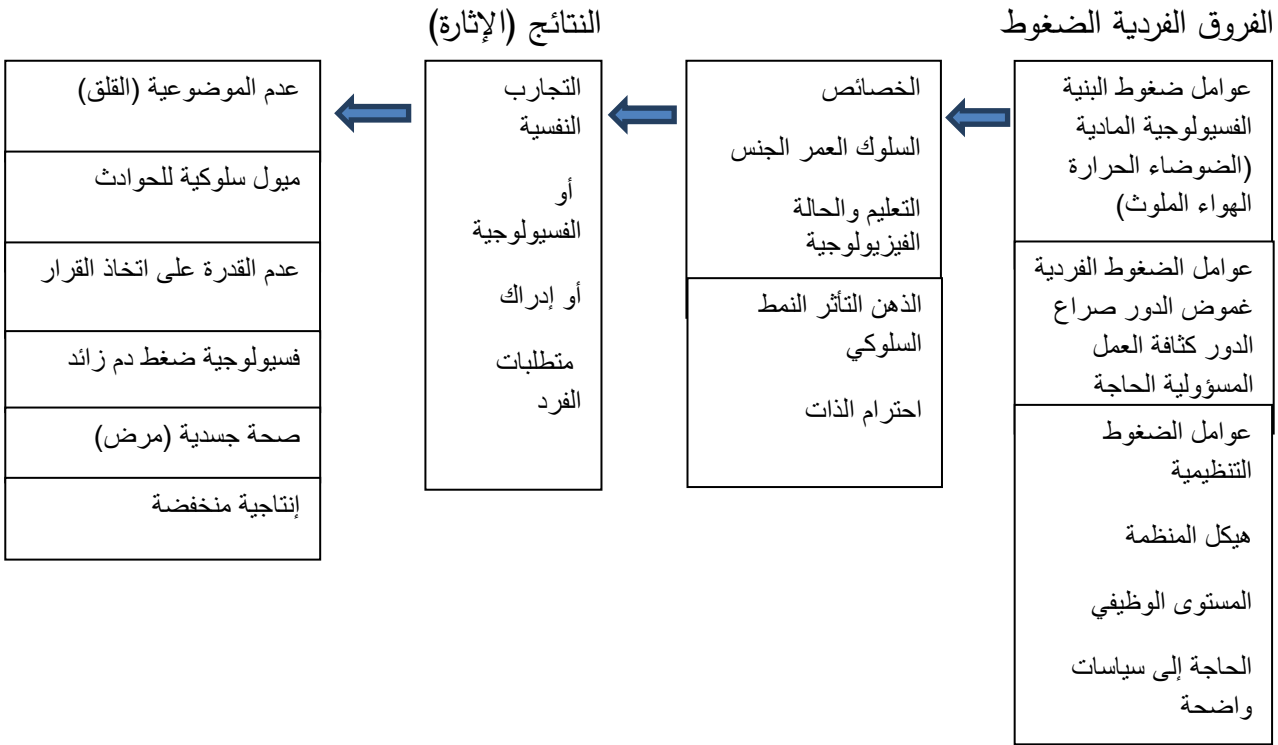 الفروق الفردية الضغوط
النتائج (الإثارة)
عوامل ضغوط البنية
الفسيولوجية المادية
(الضوضاء الحرارة
الهواء الملوث)
عوامل الضغوط الفردية
غموض الدور صراع
الدور كثافة العمل
المسؤولية الحاجة
عوامل الضغوط
التنظيمية
هيكل المنظمة
المستوى الوظيفي
الحاجة إلى سياسات
واضحة
الخصائص
السلوك العمر الجنس
التعليم والحالة
الفيزيولوجية
الذهن التأثر النمط
السلوكي
احترام الذات
التجارب
النفسية
أو
الفسيولوجية
أو إدراك
متطلبات
الفرد
عدم الموضوعية (القلق)
ميول سلوكية للحوادث
عدم القدرة على اتخاذ القرار
فسيولوجية ضغط دم زائد
صحة جسدية (مرض)
إنتاجية منخفضة